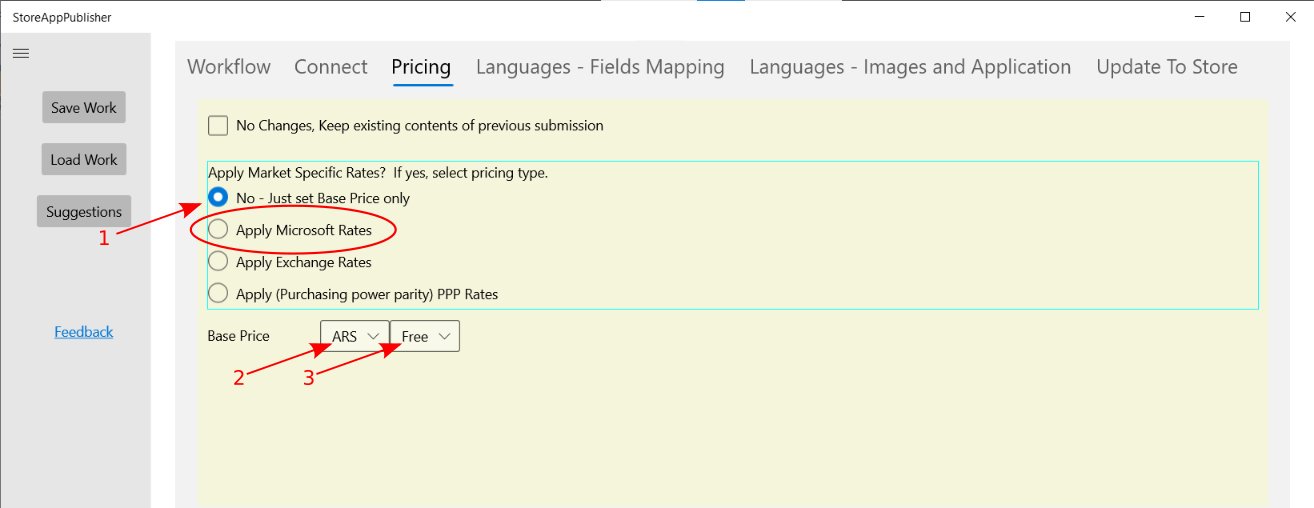 StoreAppPublisher
Workflow Connect Pricing Languages - Fields Mapping Languages - Images and Application Update To Store
Save Work
Load Work
Suggestions
Feedback
No Changes, Keep existing contents of previous submission
Apply Market Specific Rates?  If yes, select pricing type.
No - Just set Base Price only
1
Apply Microsoft Rates
Apply Exchange Rates
Apply (Purchasing power parity) PPP Rates
Base Price ARS Free
2 3